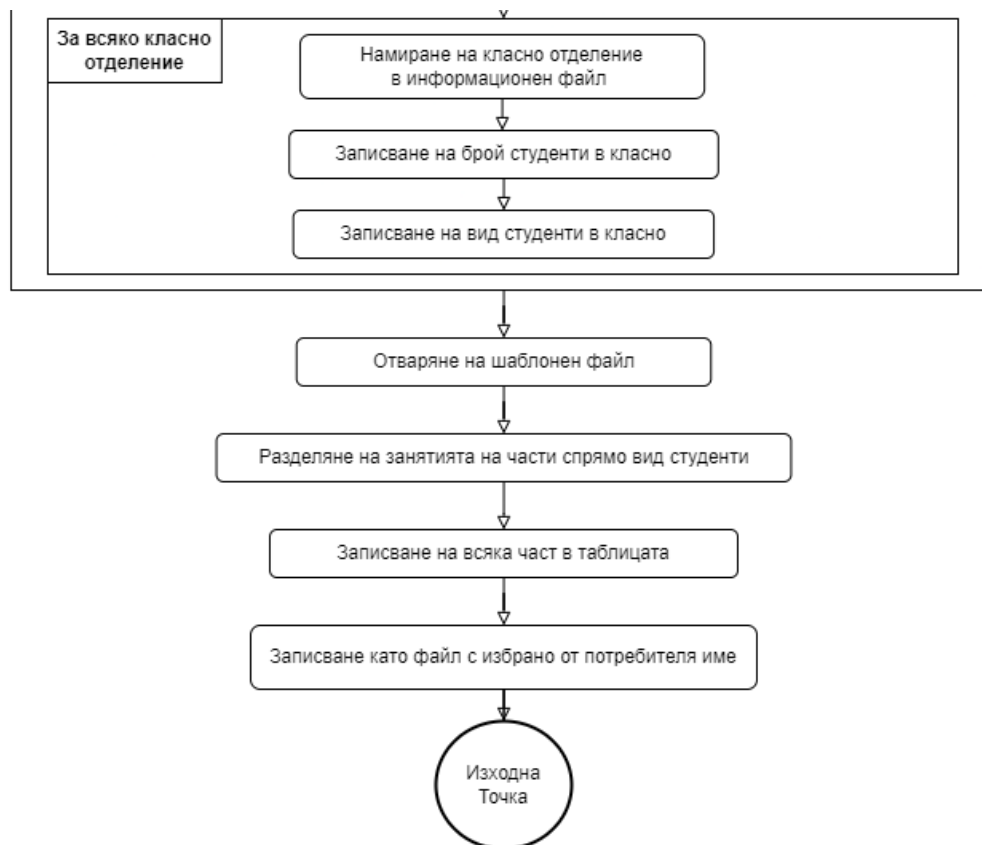 За всяко класно
отделение
Намиране на класно отделение
в информационен файл
Записване на брой студенти в класно
Записване на вид студенти в класно
Отваряне на шаблонен файл
Разделяне на занятията на части спрямо вид студенти
Записване на всяка част в таблицата
Записване като файл с избрано от потребителя име
Изходна
Точка